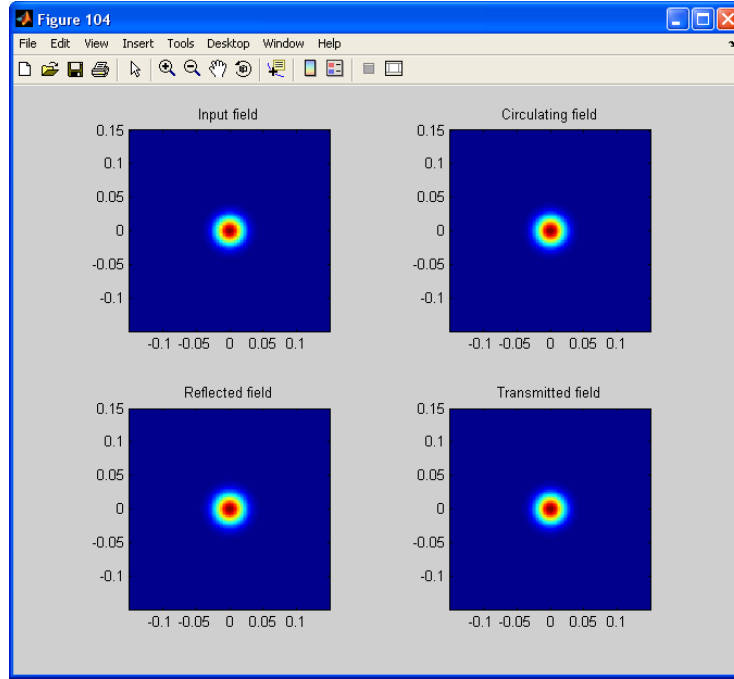 Figure 104
File Edit View Insert Tools Desktop Window Help
Input field
0.15
0.1
0.05
0
-0.05
-0.1
-0.1 -0.05 0 0.05 0.1
Circulating field
0.15
0.1
0.05
0
-0.05
-0.1
-0.1 -0.05 0 0.05 0.1
Reflected field
0.15
0.1
0.05
0
-0.05
-0.1
-0.1 -0.05 0 0.05 0.1
Transmitted field
0.15
0.1
0.05
0
-0.05
-0.1
-0.1 -0.05 0 0.05 0.1